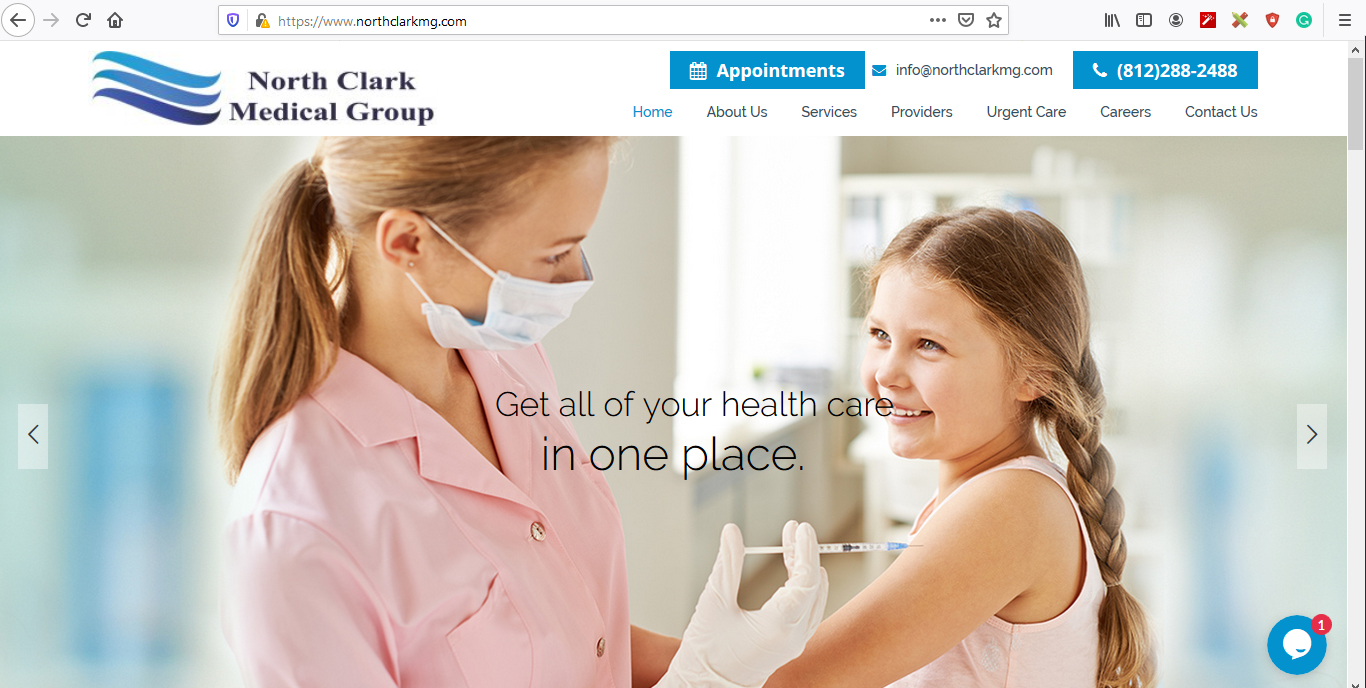 https://www.northclarkmg.com
North Clark
Medical Group
Appointments
info@northclarkmg.com
(812)288-2488
Home
About Us
Services
Providers
Urgent Care
Careers
Contact Us
Get all of your health care
in one place.
1